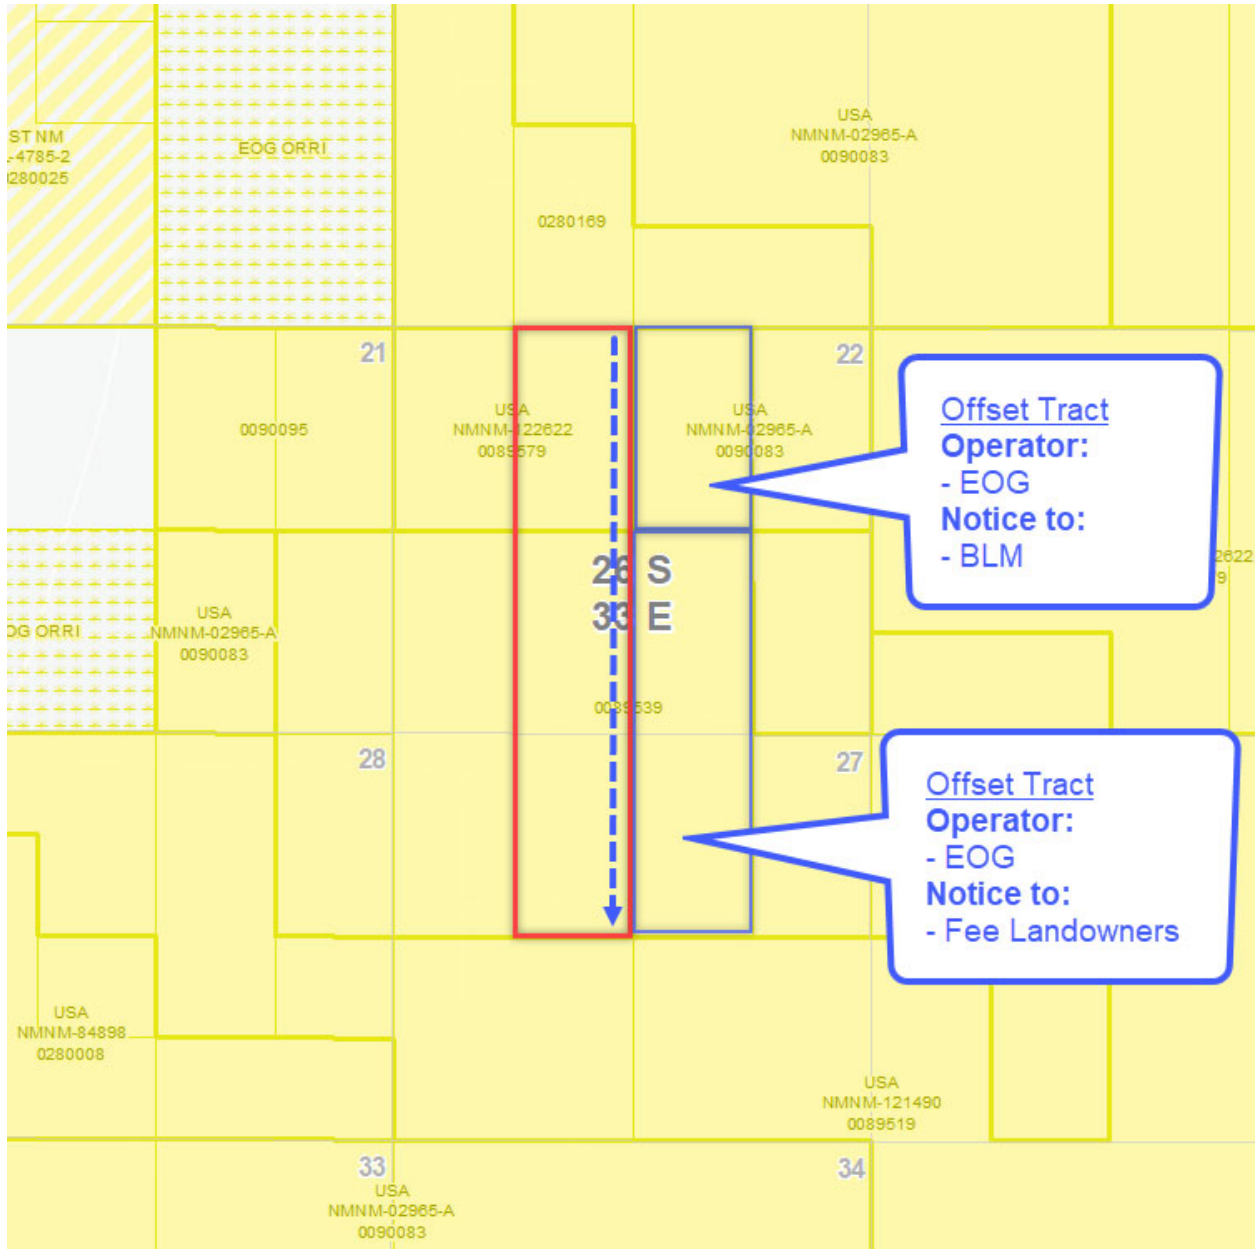 ST NM
-4785-2
0280025
EOG ORRI
USA
NMNM-02965-A
0090083
0280169
21
22
0090095
USA
NMNM-122622
0089579
USA
NMNM-02965-A
0090083
Offset Tract
Operator:
- EOG
Notice to:
- BLM
2622
9
26 S
33 E
OG ORRI
USA
NMNM-02965-A
0090083
0089539
28
27
Offset Tract
Operator:
- EOG
Notice to:
- Fee Landowners
USA
NMNM-84898
0280008
USA
NMNM-121490
0089519
33
34
USA
NMNM-02965-A
0090083